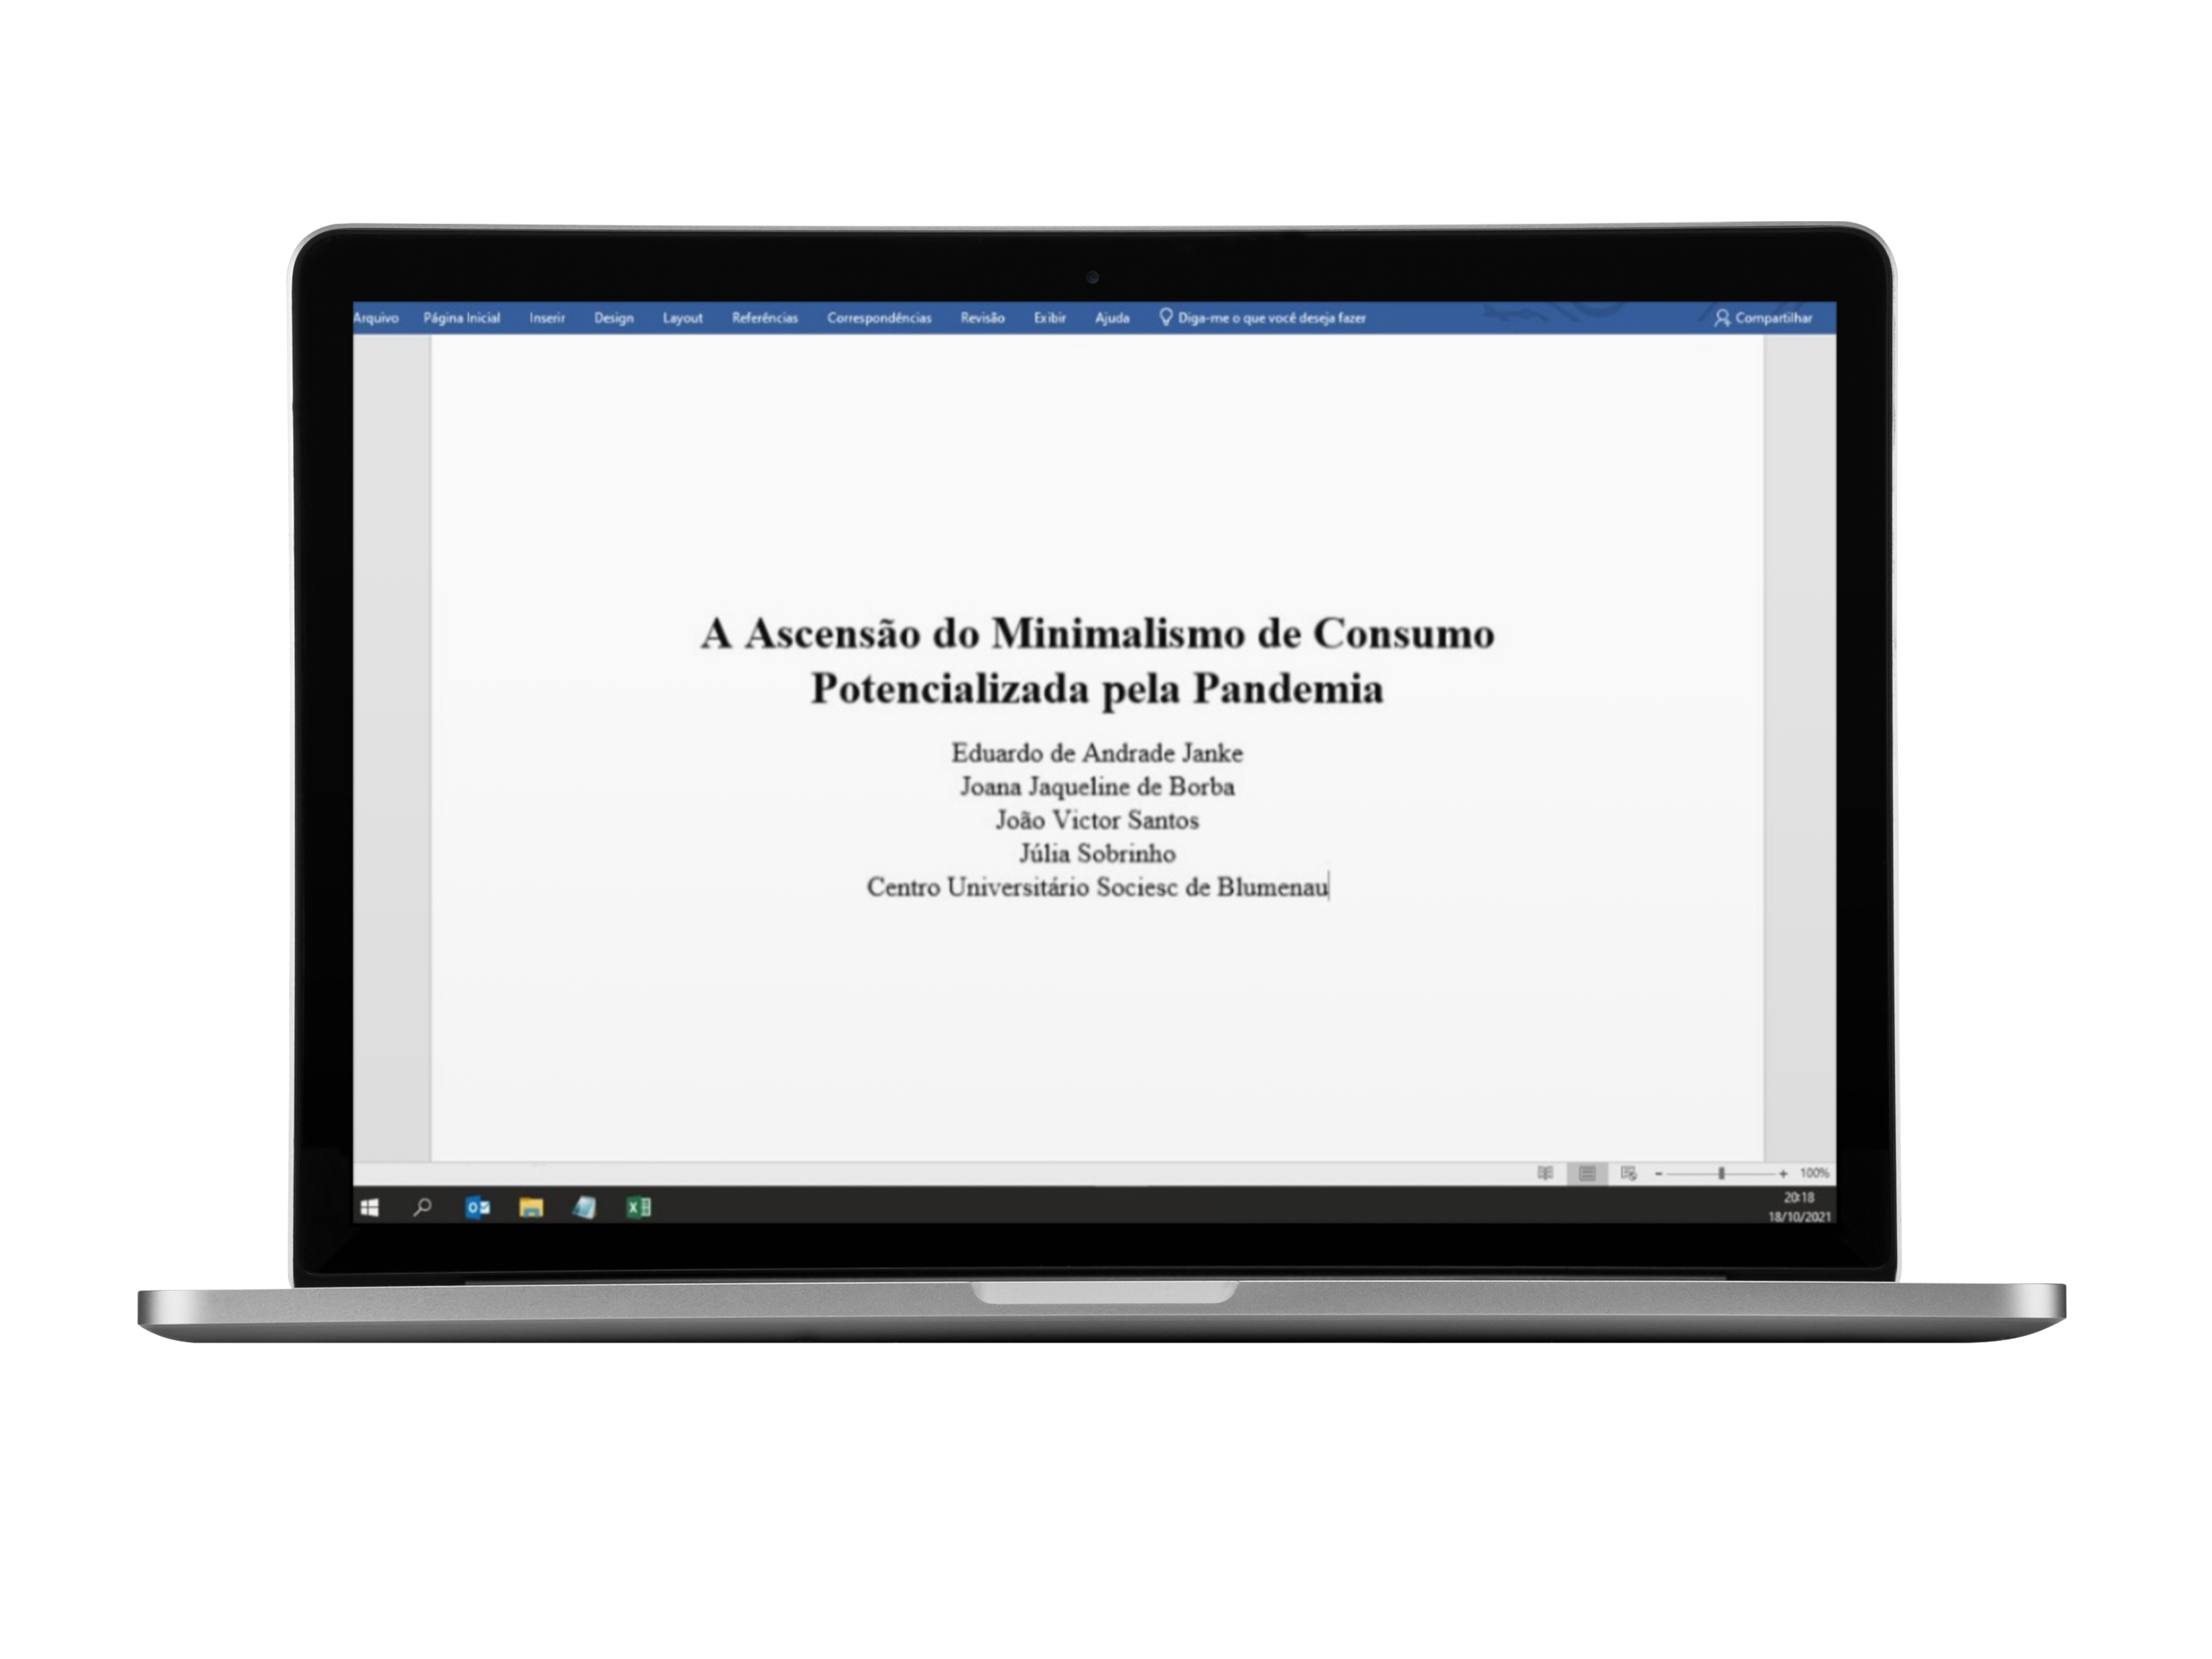 Arquivo Página Inicial Inserir Design Layout Referências Correspondências Revisão Exibir Ajuda Diga-me o que você deseja fazer Compartilhar
A Ascensão do Minimalismo de Consumo
Potencializada pela Pandemia
Eduardo de Andrade Janke
Joana Jaqueline de Borba
João Victor Santos
Júlia Sobrinho
Centro Universitário Sociesc de Blumenau
100%
20:18
18/10/2021